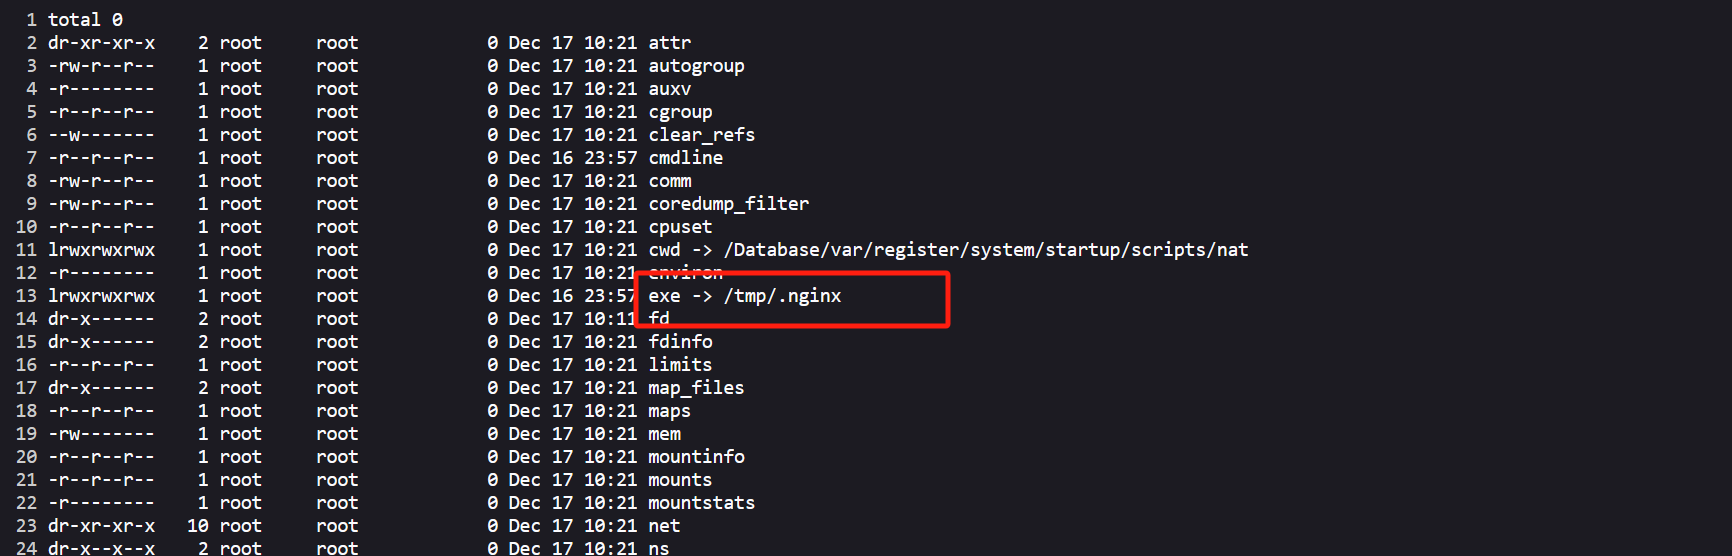 1 total 0
2 dr-xr-xr-x 2 root root 0 Dec 17 10:21 attr
3 -rw-r--r-- 1 root root 0 Dec 17 10:21 autogroup
4 -r-------- 1 root root 0 Dec 17 10:21 auxv
5 -r--r--r-- 1 root root 0 Dec 17 10:21 cgroup
6 --w------- 1 root root 0 Dec 17 10:21 clear_refs
7 -r--r--r-- 1 root root 0 Dec 16 23:57 cmdline
8 -rw-r--r-- 1 root root 0 Dec 17 10:21 comm
9 -rw-r--r-- 1 root root 0 Dec 17 10:21 coredump_filter
10 -r--r--r-- 1 root root 0 Dec 17 10:21 cpuset
11 lrwxrwxrwx 1 root root 0 Dec 17 10:21 cwd -> /Database/var/register/system/startup/scripts/nat
12 -r-------- 1 root root 0 Dec 17 10:21 environ
13 lrwxrwxrwx 1 root root 0 Dec 16 23:57 exe -> /tmp/.nginx
14 dr-x------ 2 root root 0 Dec 17 10:11 fd
15 dr-x------ 2 root root 0 Dec 17 10:21 fdinfo
16 -r--r--r-- 1 root root 0 Dec 17 10:21 limits
17 dr-x------ 2 root root 0 Dec 17 10:21 map_files
18 -r--r--r-- 1 root root 0 Dec 17 10:21 maps
19 -rw------- 1 root root 0 Dec 17 10:21 mem
20 -r--r--r-- 1 root root 0 Dec 17 10:21 mountinfo
21 -r--r--r-- 1 root root 0 Dec 17 10:21 mounts
22 -r-------- 1 root root 0 Dec 17 10:21 mountstats
23 dr-xr-xr-x 10 root root 0 Dec 17 10:21 net
24 dr-x--x--x 2 root root 0 Dec 17 10:21 ns